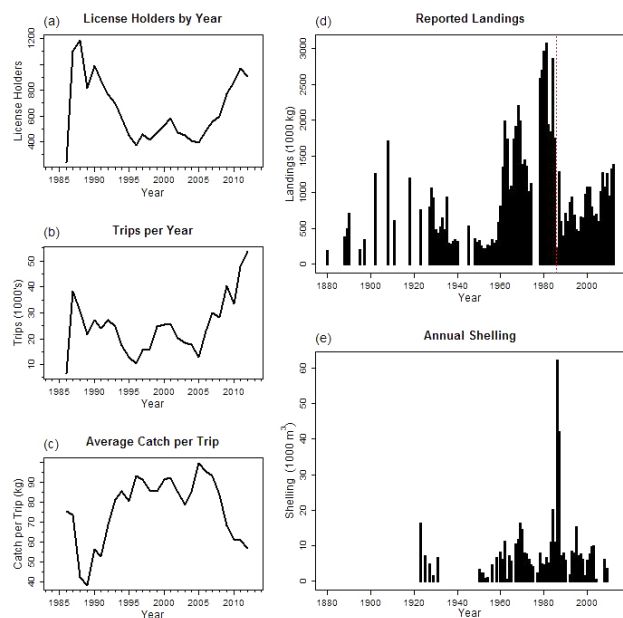 (a) License Holders by Year
License Holders
400 600 800 1200
1985 1990 1995 2000 2005 2010
Year
(b) Trips per Year
Trips (1000's)
10 20 30 40 50
1985 1990 1995 2000 2005 2010
Year
(c) Average Catch per Trip
Catch per Trip (kg)
40 50 60 70 80 90
1985 1990 1995 2000 2005 2010
Year
(d) Reported Landings
Landings (1000 kg)
0 500 1000 1500 2000 2500 3000
1880 1900 1920 1940 1960 1980 2000
Year
(e) Annual Shelling
Shelling (1000 m³)
0 10 20 30 40 50 60
1880 1900 1920 1940 1960 1980 2000
Year